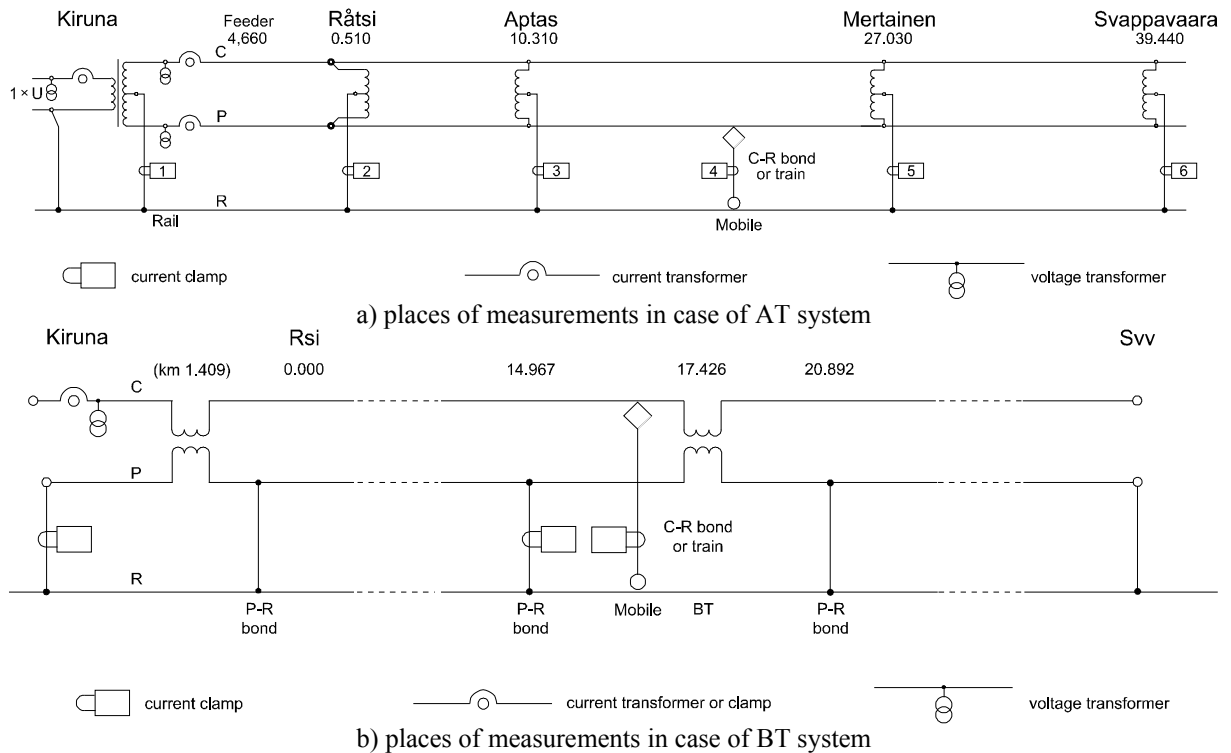 Kiruna Feeder Råtsi Aptas Mertainen Svappavaara
4,660 0.510 10.310 27.030 39.440
C
1 × U
P
C-R bond
or train
1 2 3 4 5 6
R
Rail Mobile
current clamp current transformer voltage transformer
a) places of measurements in case of AT system
Kiruna Rsi Svv
(km 1.409) 0.000 14.967 17.426 20.892
C
P
C-R bond
or train
R
P-R
bond
P-R
bond
Mobile BT
P-R
bond
current clamp current transformer or clamp voltage transformer
b) places of measurements in case of BT system